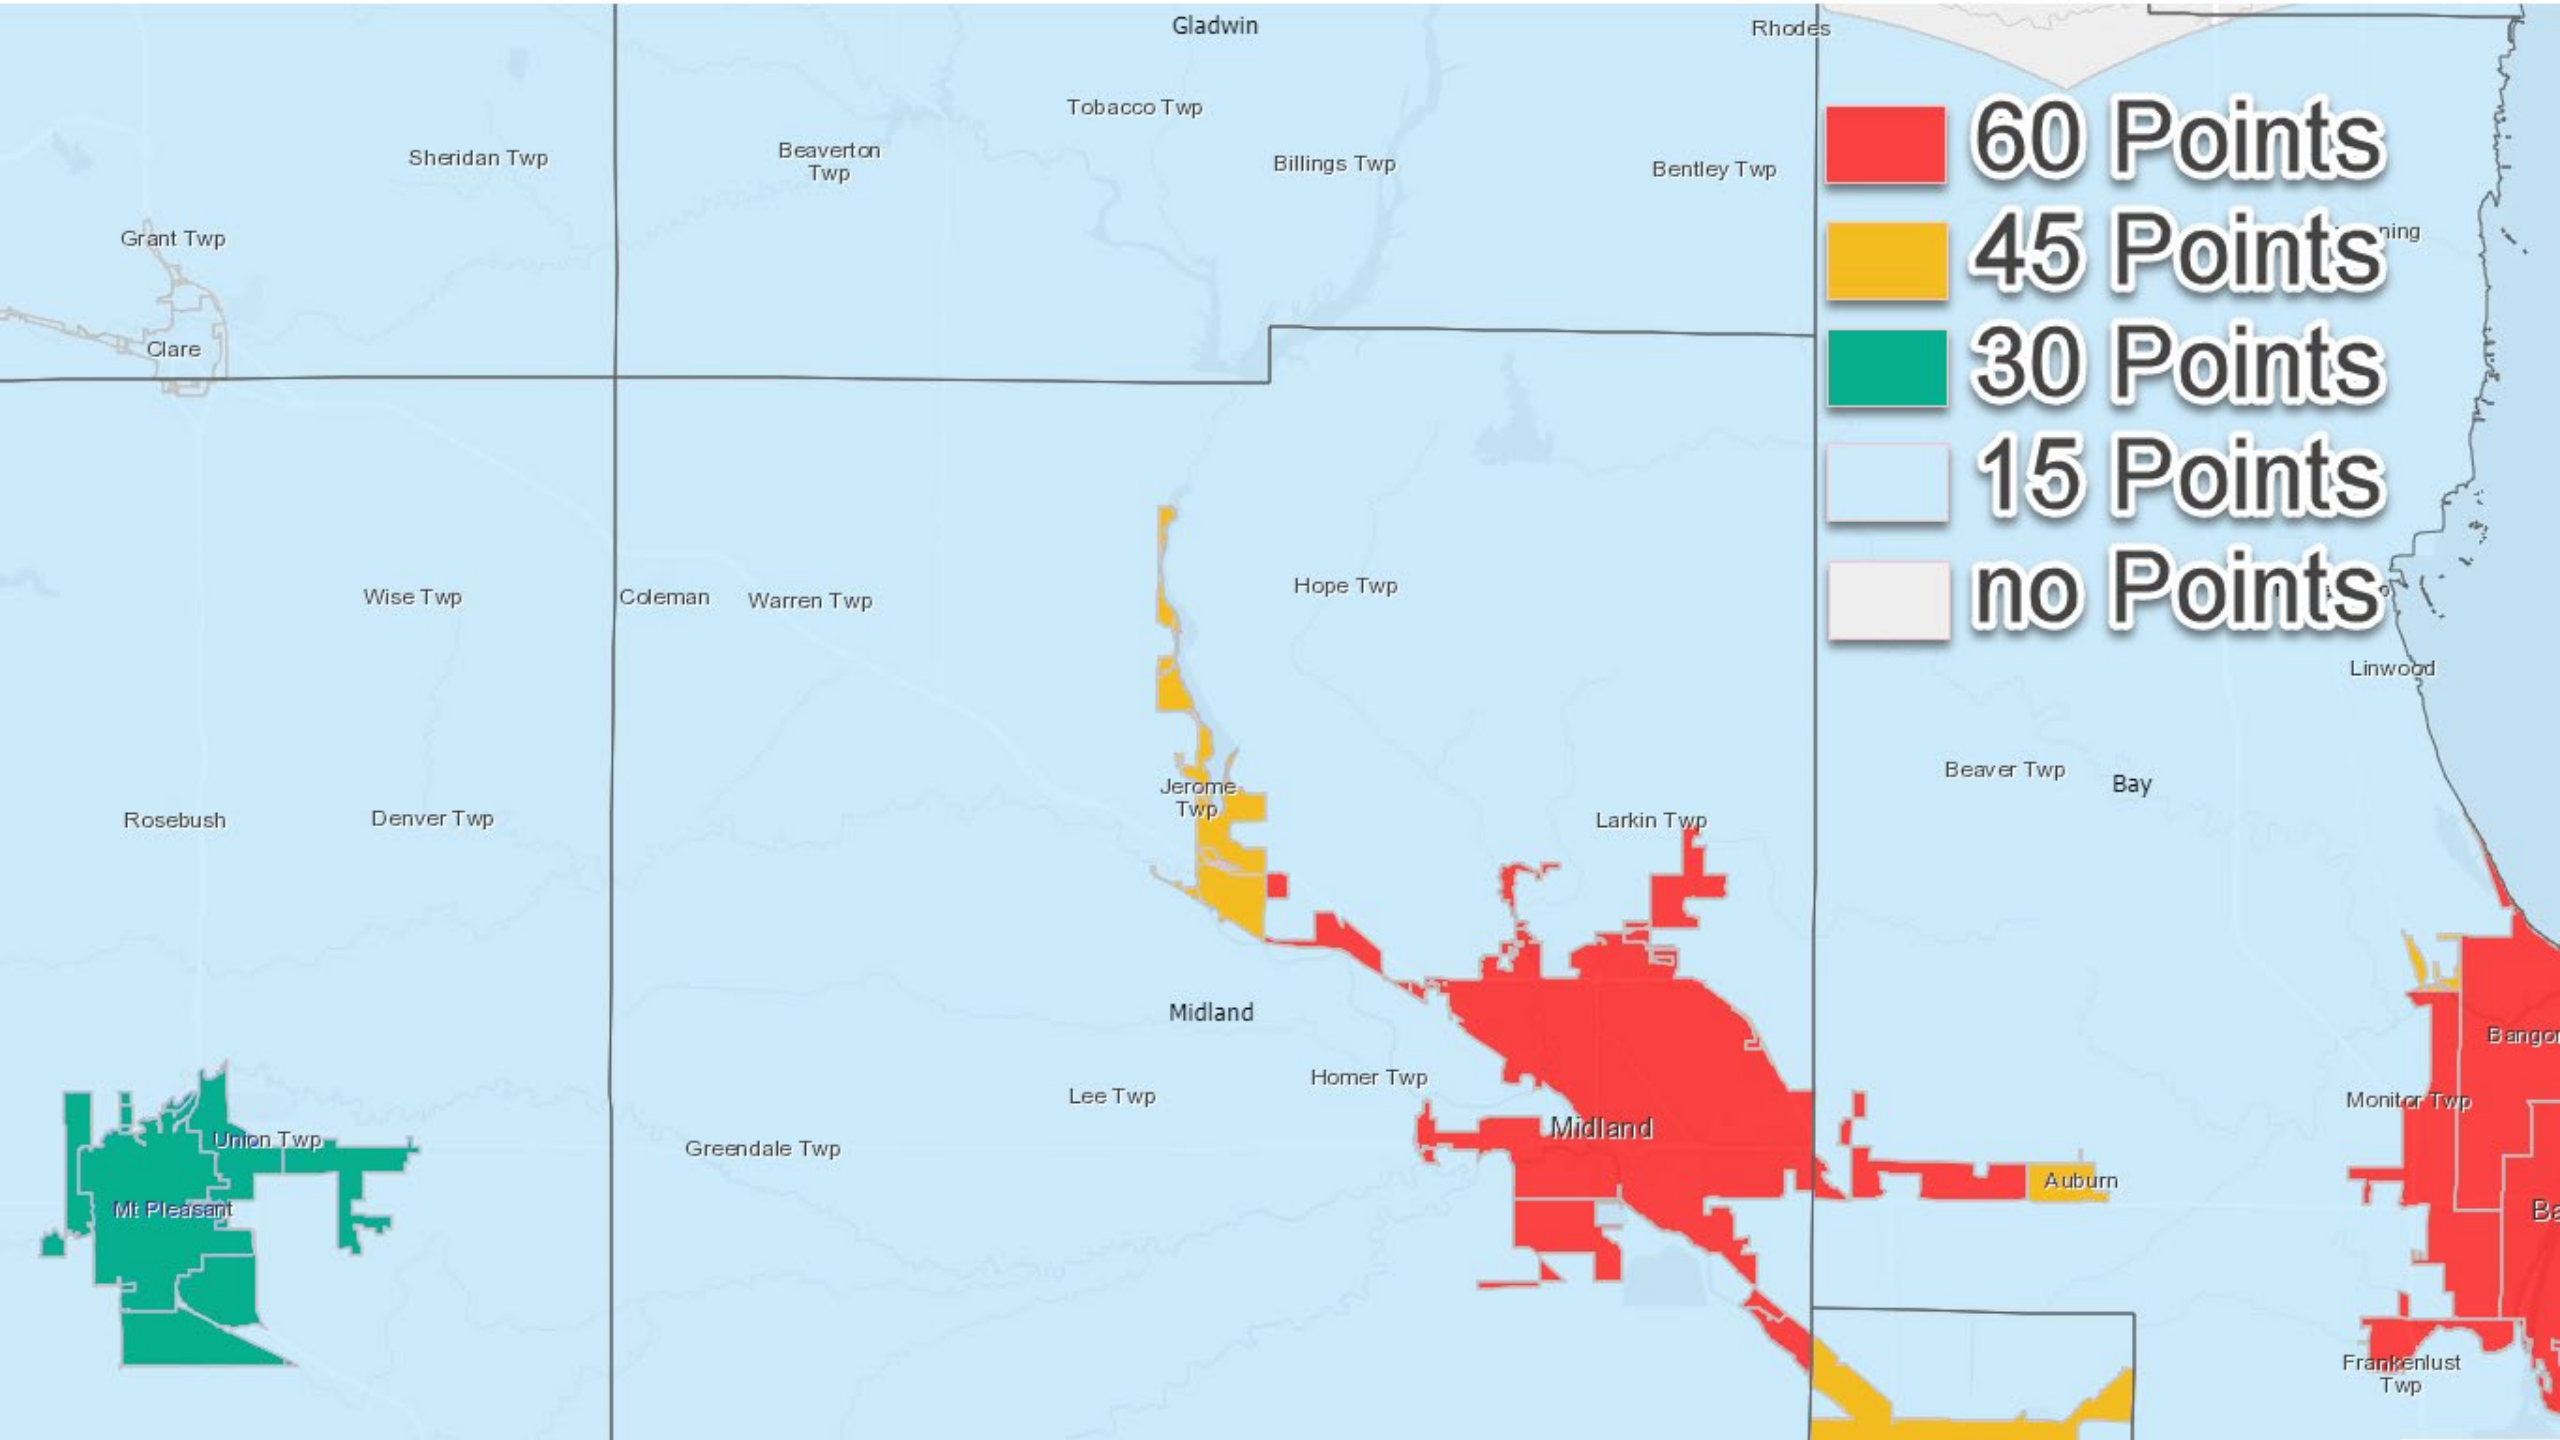 Gladwin
Rhodes
Tobacco Twp
Sheridan Twp
Beaverton
Twp
Billings Twp
Bentley Twp
60 Points
Grant Twp
45 Points
Clare
30 Points
15 Points
Wise Twp
Coleman
Warren Twp
Hope Twp
no Points
Linwood
Beaver Twp
Bay
Jerome
Twp
Rosebush
Denver Twp
Larkin Twp
Midland
Homer Twp
Lee Twp
Monitor Twp
Midland
Union Twp
Greendale Twp
Auburn
Mt Pleasant
Frankenlust
Twp